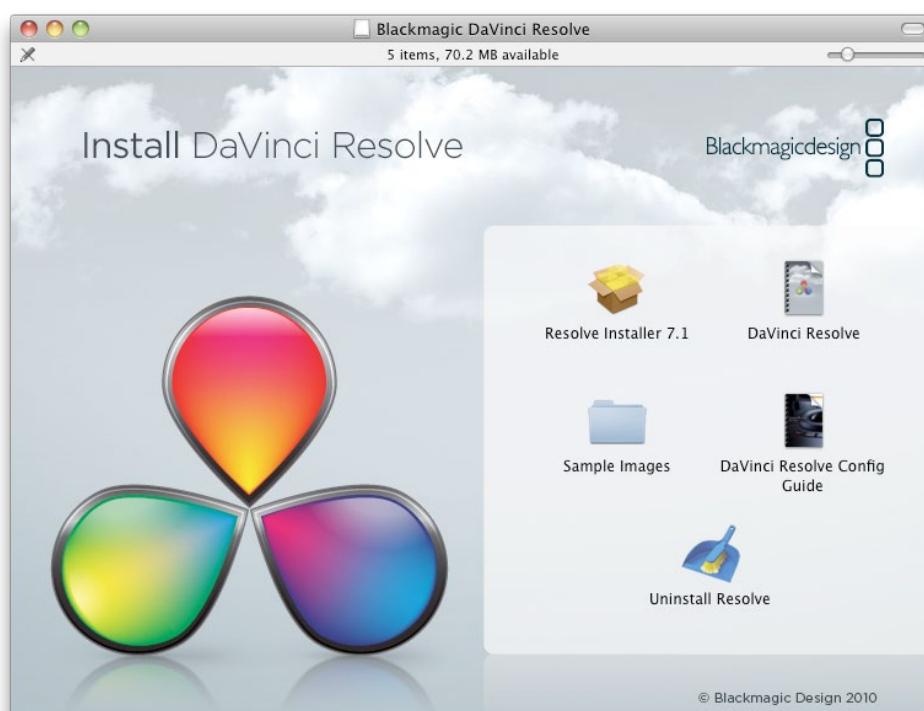 Blackmagic DaVinci Resolve
5 items, 70.2 MB available
Install DaVinci Resolve
Blackmagicdesign
Resolve Installer 7.1
DaVinci Resolve
Sample Images
DaVinci Resolve Config
Guide
Uninstall Resolve
© Blackmagic Design 2010